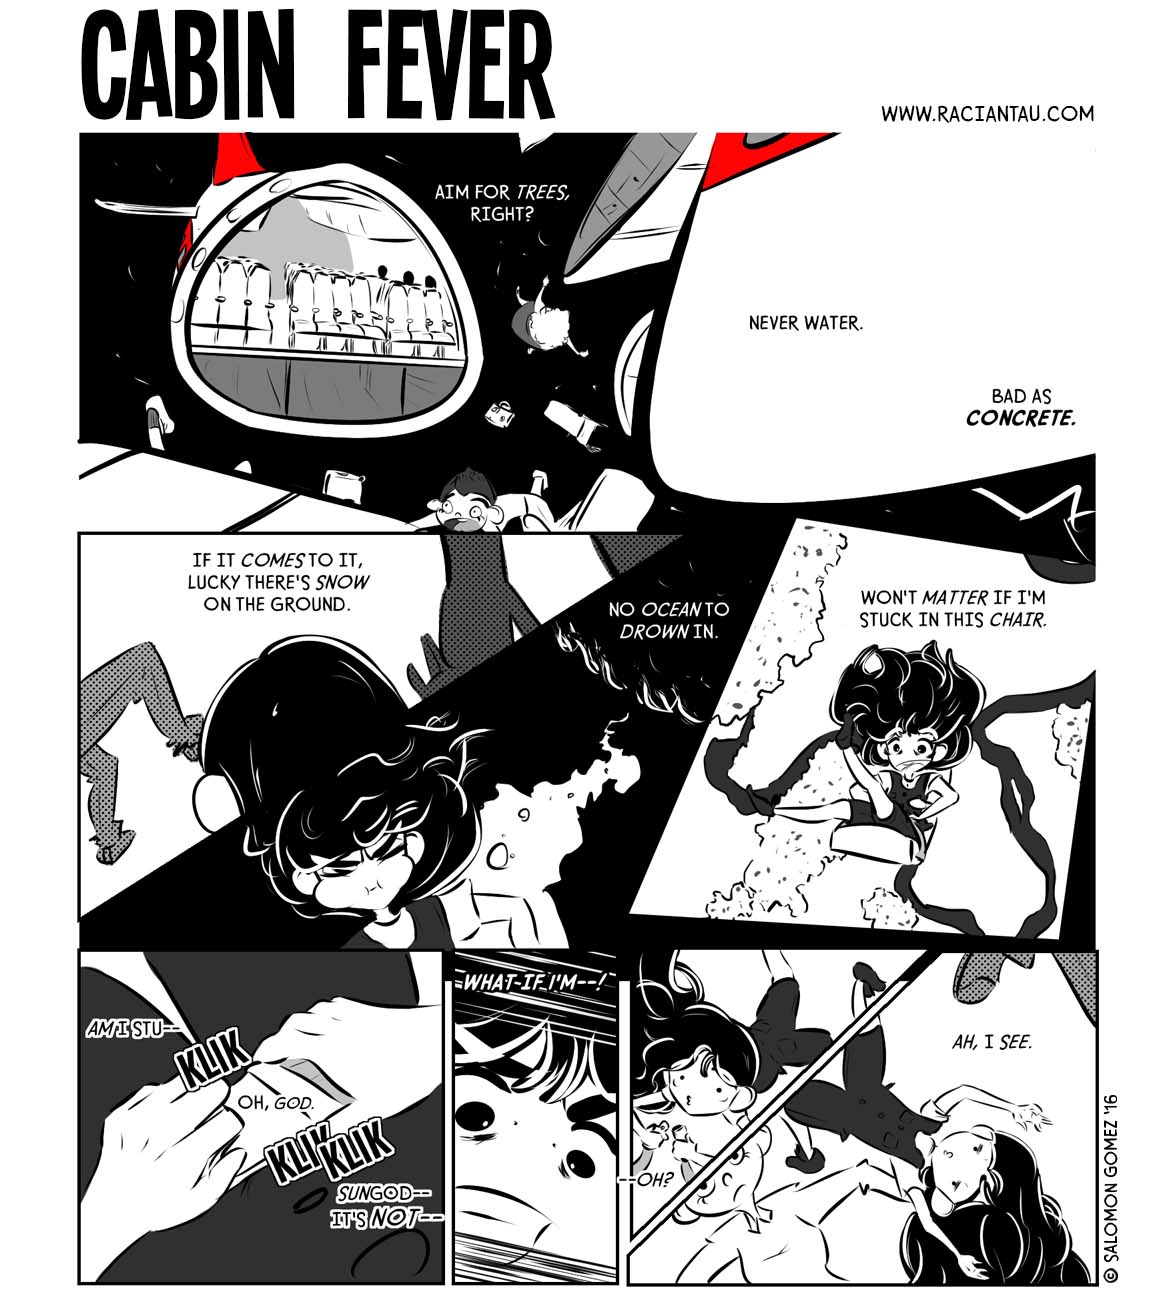 CABIN FEVER
WWW.RACIANTAU.COM
AIM FOR TREES,
RIGHT?
NEVER WATER.
BAD AS
CONCRETE.
IF IT COMES TO IT,
LUCKY THERE'S SNOW
ON THE GROUND.
NO OCEAN TO
DROWN IN.
WON'T MATTER IF I'M
STUCK IN THIS CHAIR.
AM I STU--
KLIK
OH, GOD.
KLIK KLIK
SUNGOD--
IT'S NOT--
WHAT-IF I'M--!
--OH?
AH, I SEE.
© SALOMON GOMEZ '16